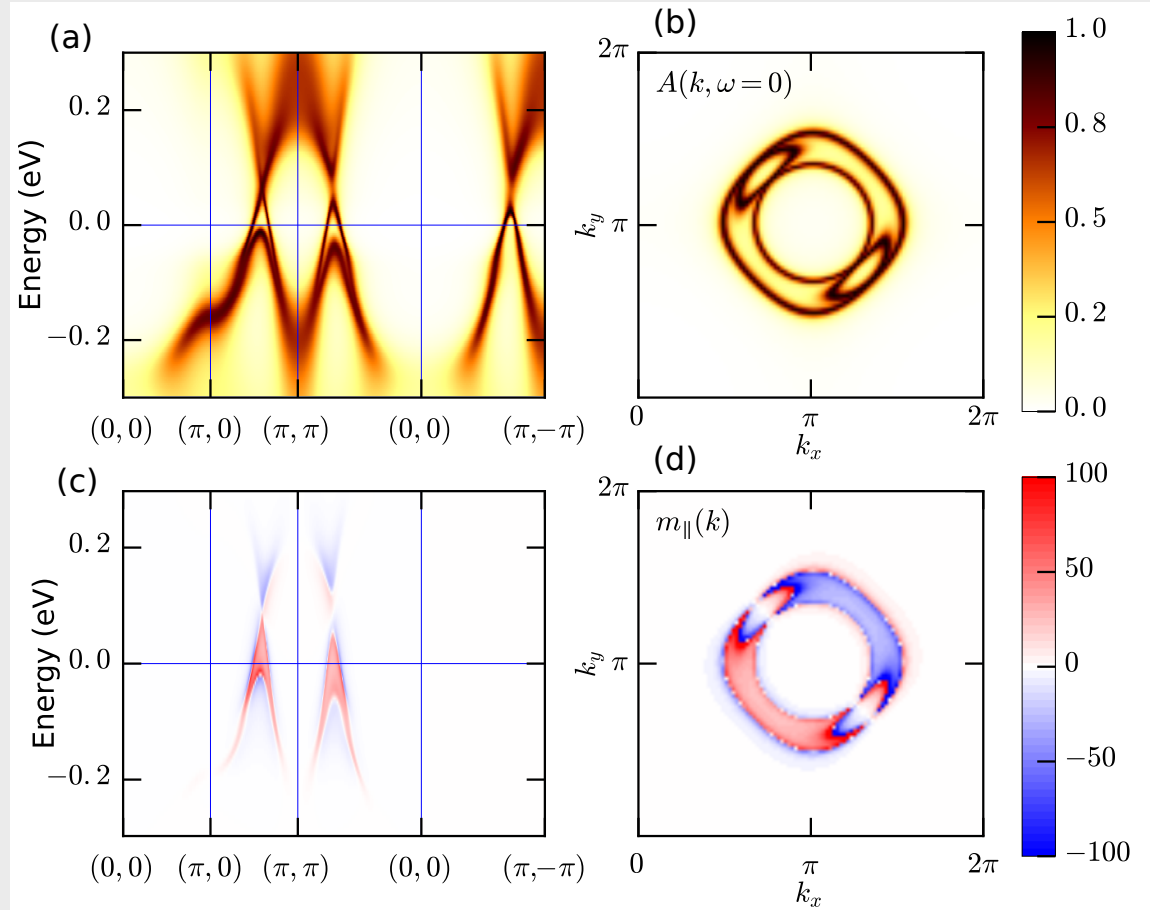 (a)
Energy (eV)
0.2
0.0
−0.2
(0, 0) (π, 0) (π, π) (0, 0) (π,−π)
(b)
A(k, ω = 0)
2π
k_y
π
0 π 2π
k_x
1.0
0.8
0.5
0.2
0.0
(c)
Energy (eV)
0.2
0.0
−0.2
(0, 0) (π, 0) (π, π) (0, 0) (π,−π)
(d)
m_∥(k)
2π
k_y
π
0 π 2π
k_x
100
50
0
−50
−100